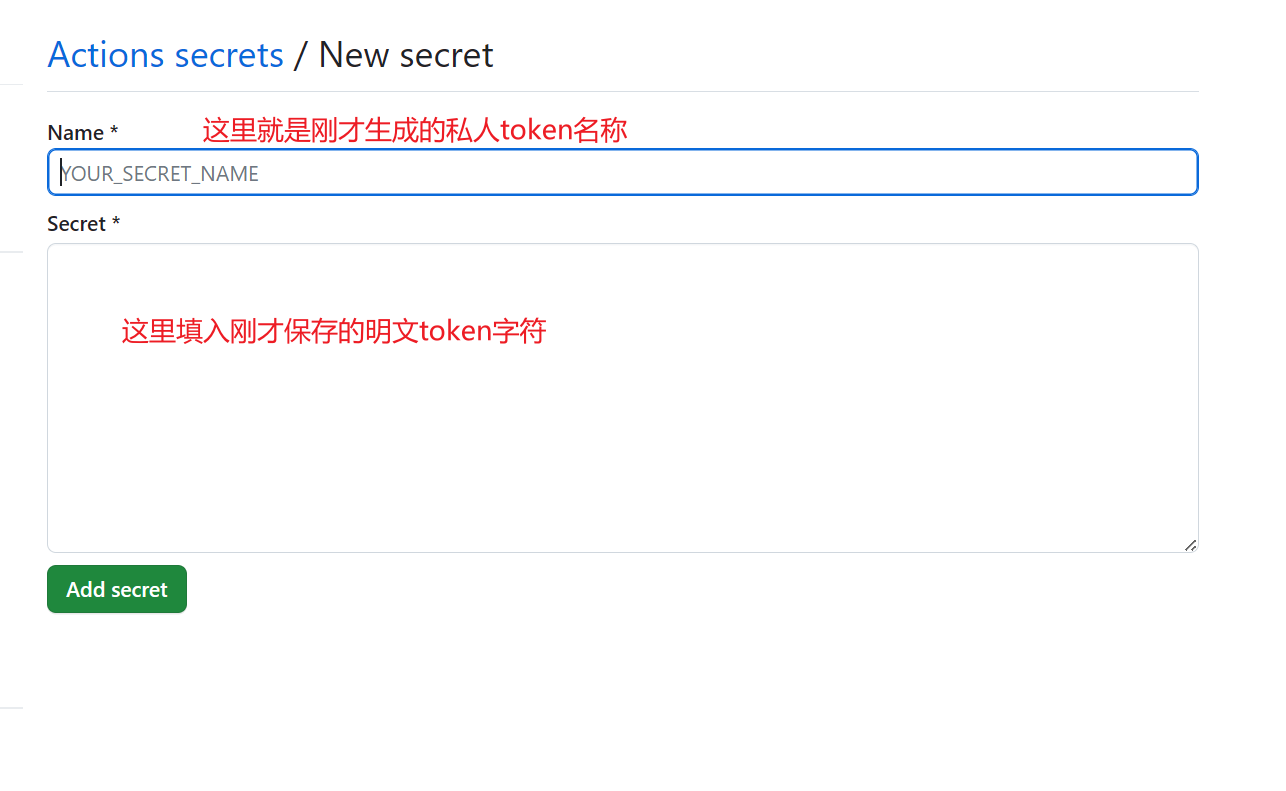 Actions secrets / New secret
Name *
这里就是刚才生成的私人token名称
YOUR_SECRET_NAME
Secret *
这里填入刚才保存的明文token字符
Add secret